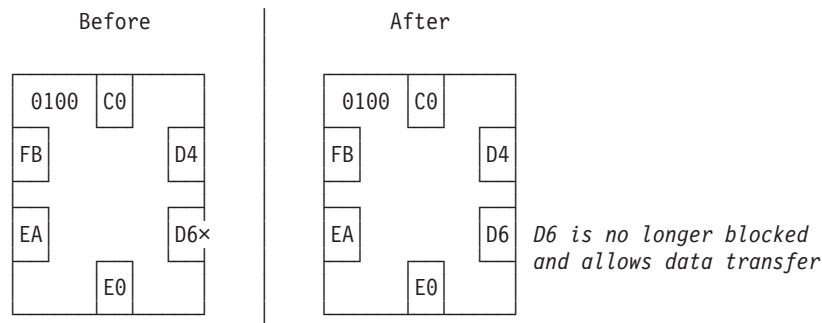 Before After
0100 C0 0100 C0
FB D4 FB D4
EA D6× EA D6 D6 is no longer blocked
and allows data transfer
E0 E0